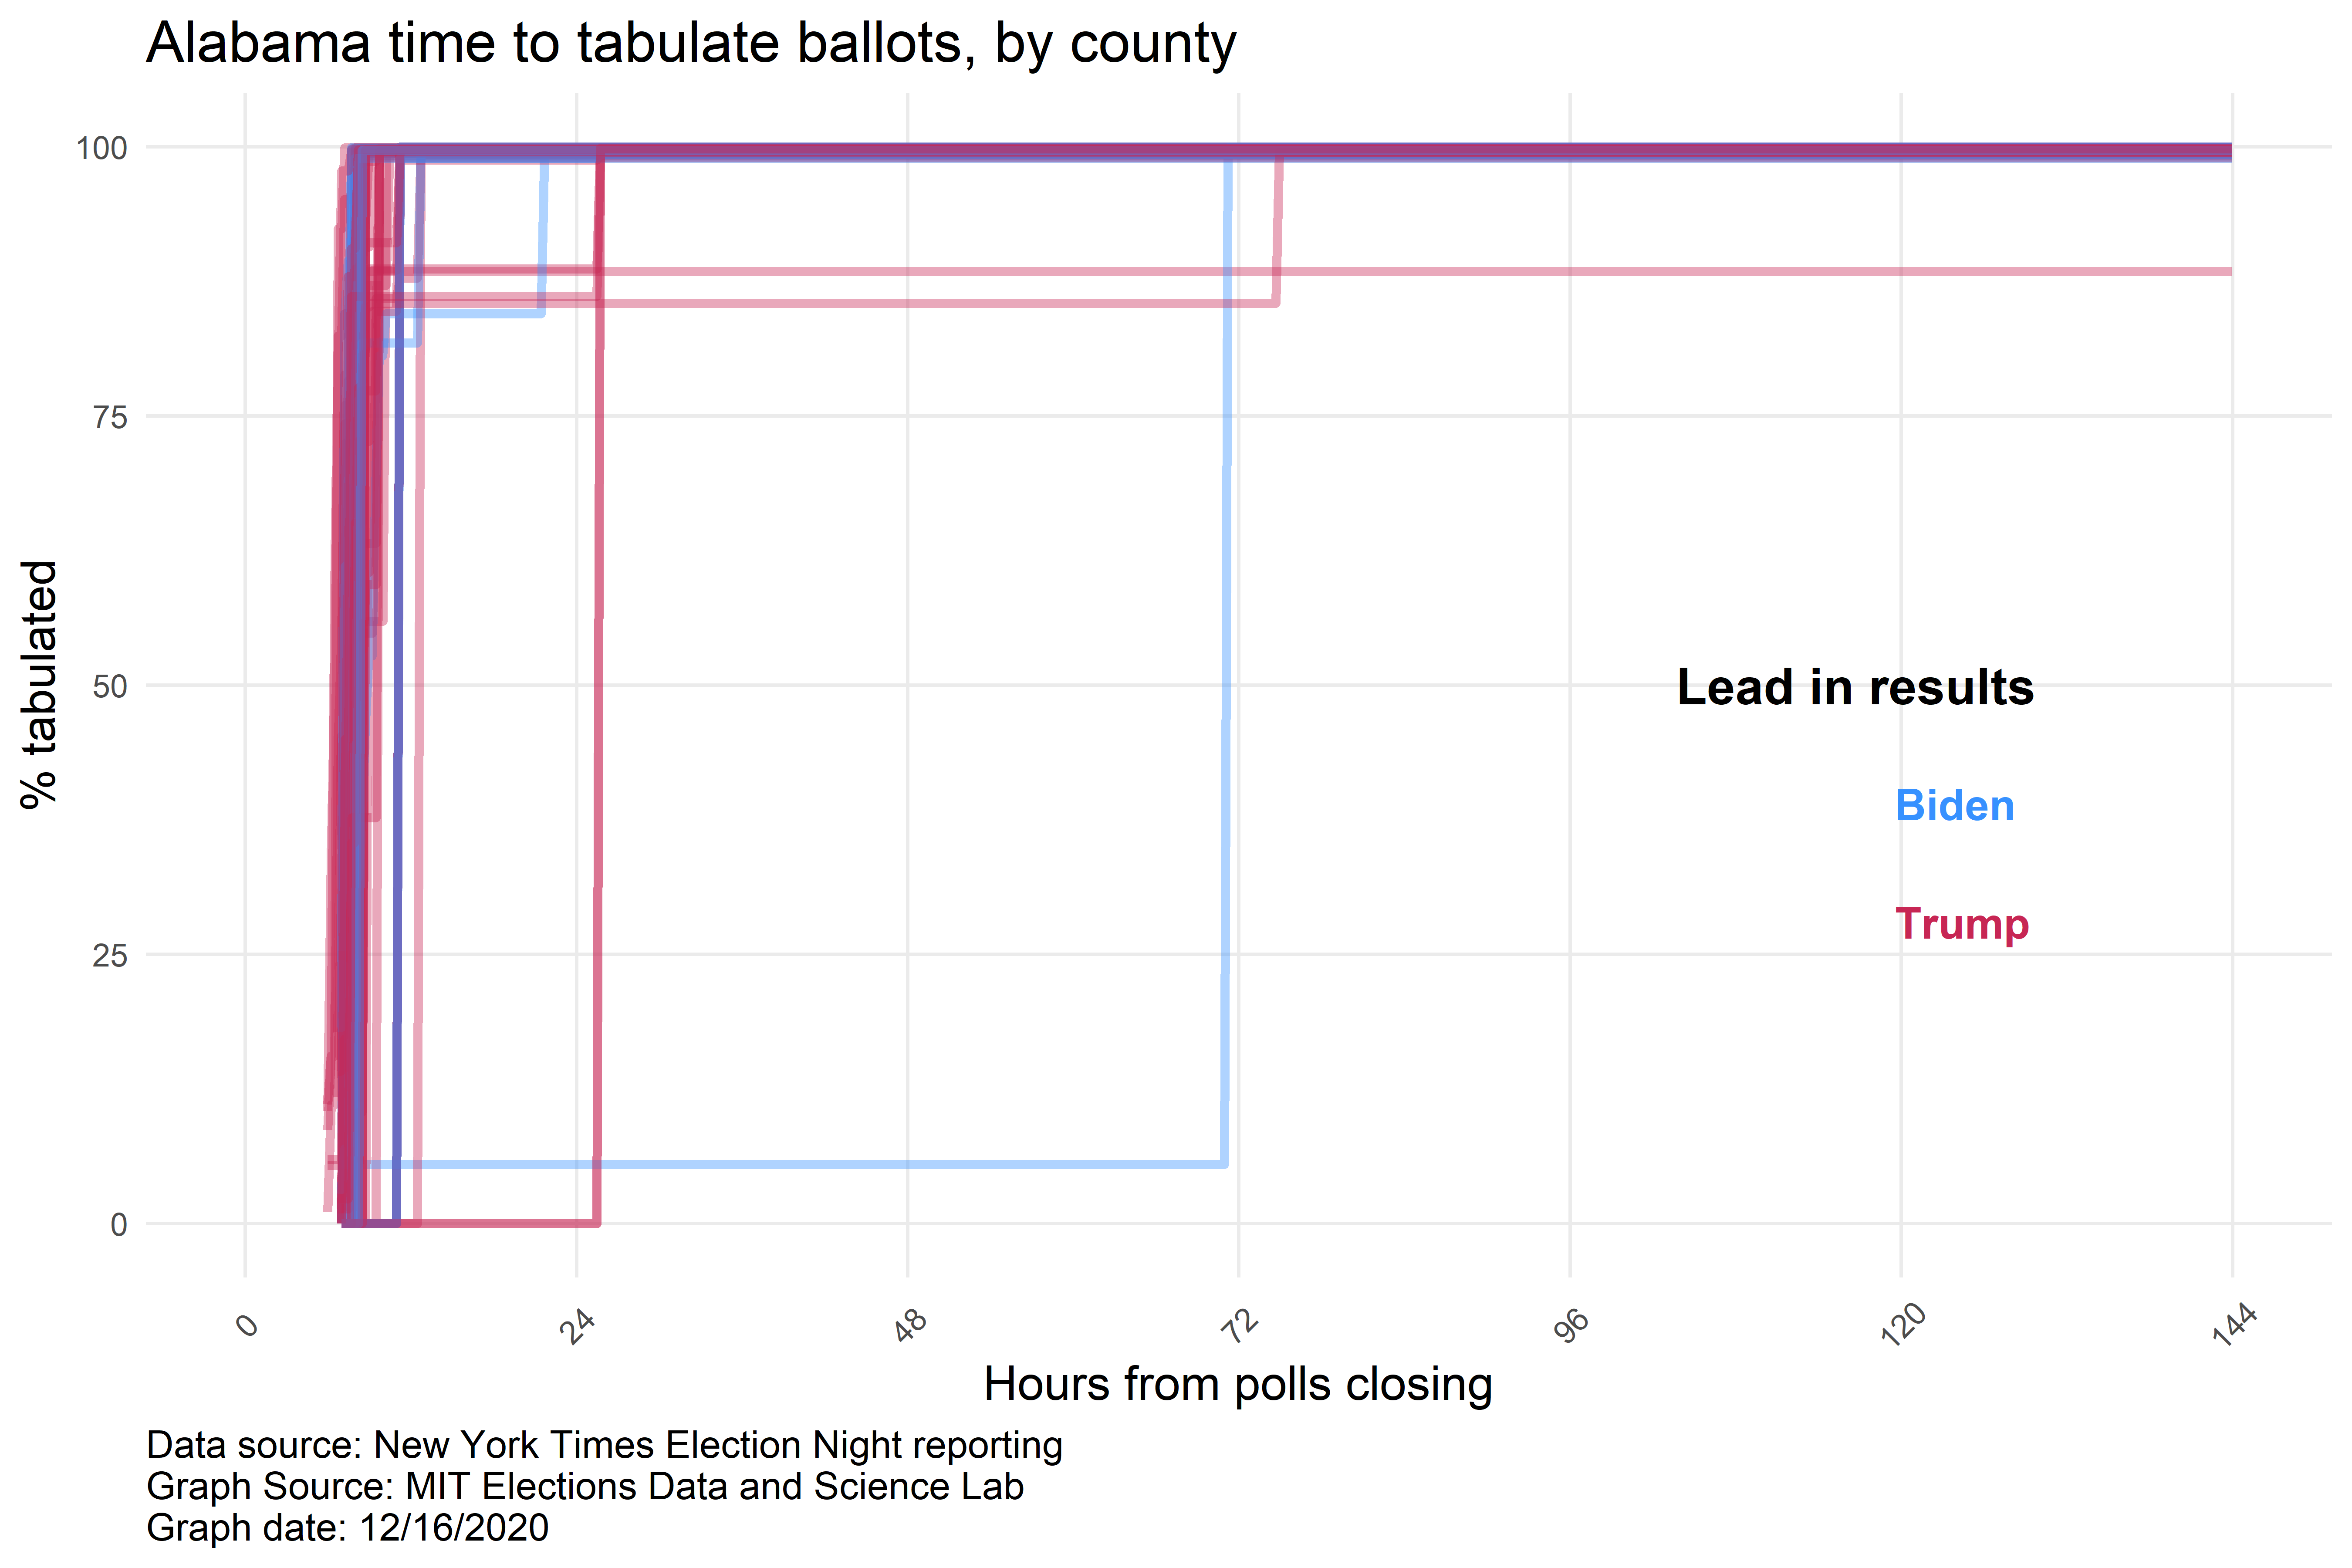 Alabama time to tabulate ballots, by county
100
75
50
25
0
% tabulated
Lead in results
Biden
Trump
0
24
48
72
96
120
144
Hours from polls closing
Data source: New York Times Election Night reporting
Graph Source: MIT Elections Data and Science Lab
Graph date: 12/16/2020